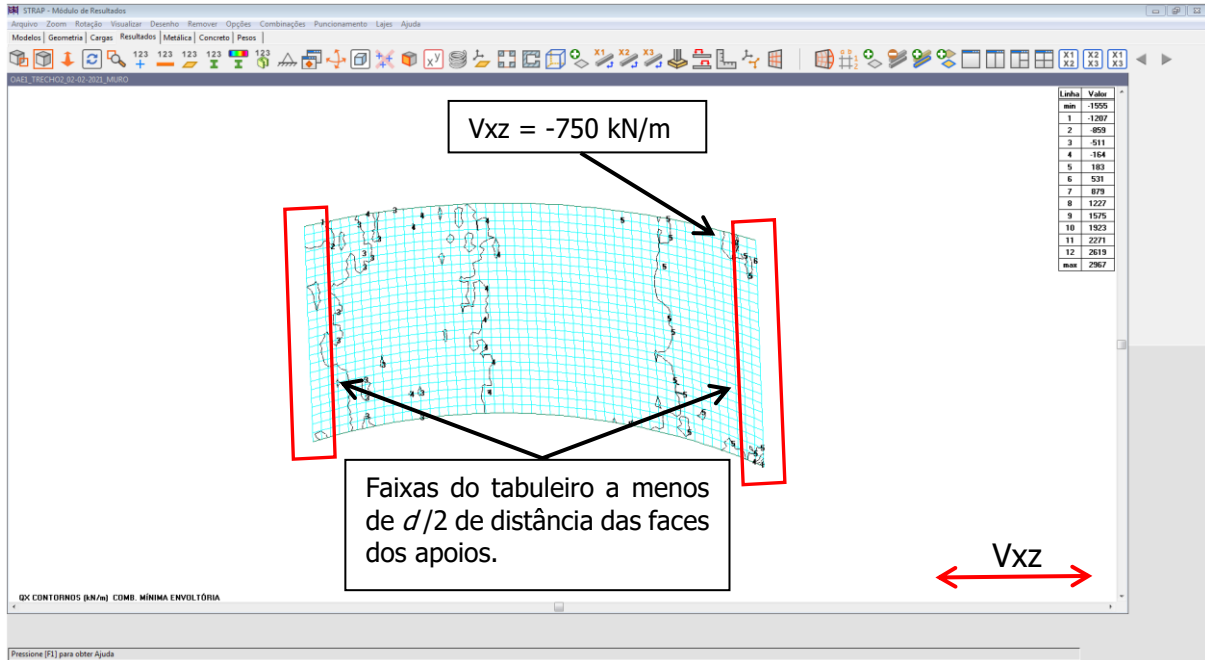 STRAP - Módulo de Resultados
Arquivo Zoom Rotação Visualizar Desenho Remover Opções Combinações Puncionamento Lajes Ajuda
Modelos Geometria Cargas Resultados Metálica Concreto Pesos
OAE1_TRECHO2_02-02-2021_MURO
Linha Valor
min -1555
1 -1207
2 -859
3 -511
4 -164
5 183
6 531
7 879
8 1227
9 1575
10 1923
11 2271
12 2619
max 2967
Vxz = -750 kN/m
Faixas do tabuleiro a menos
de d/2 de distância das faces
dos apoios.
Vxz
QX CONTORNOS (kN/m) COMB. MÍNIMA ENVOLTÓRIA
Pressione [F1] para obter Ajuda